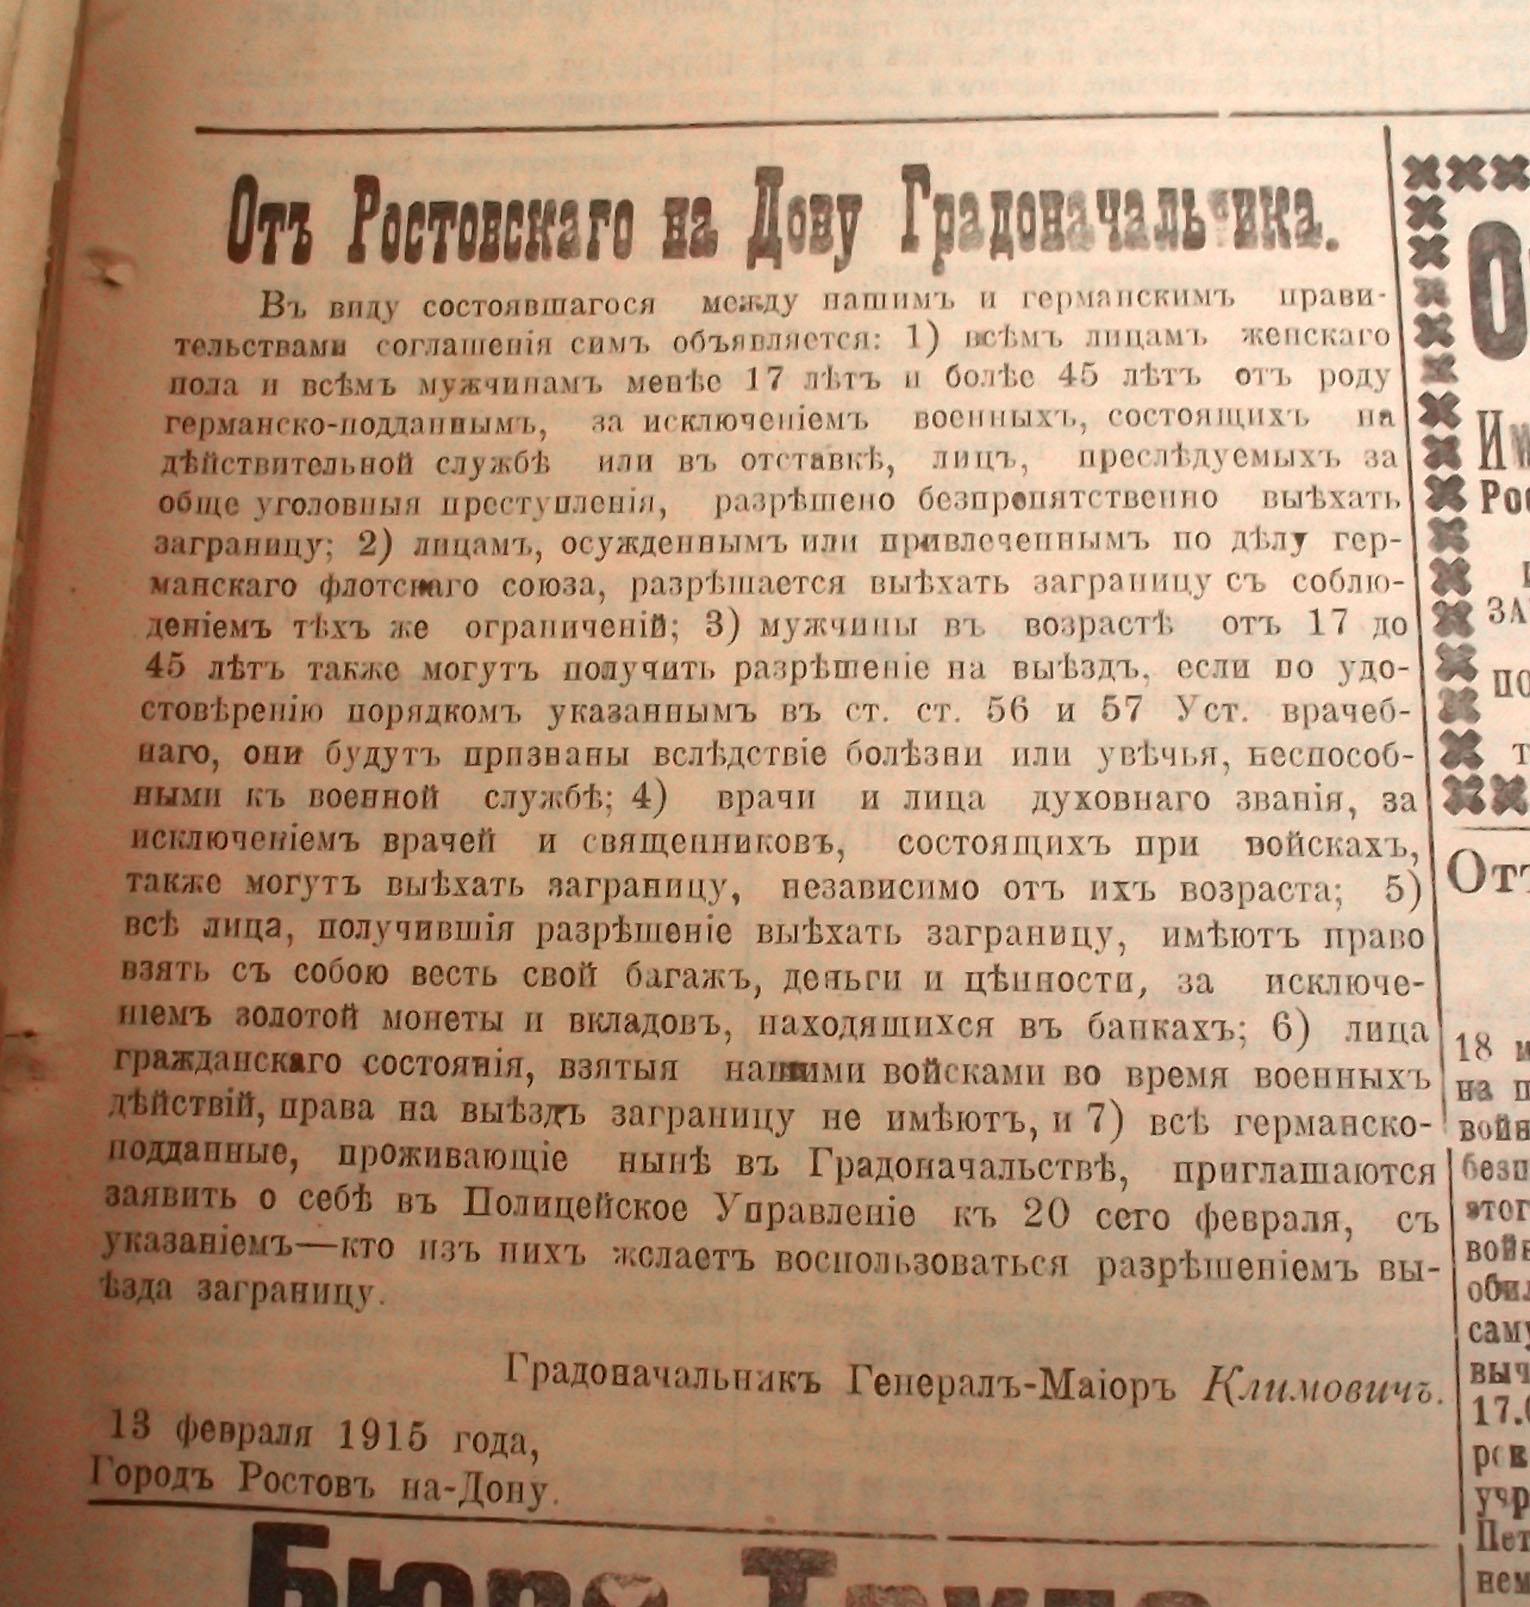 Отъ Ростовскаго на Дону Градоначальника.
Въ виду состоявшагося между нашимъ и германскимъ прави-
тельствами соглашенія симъ объявляется: 1) всѣмъ лицамъ женскаго
пола и всѣмъ мужчинамъ менѣе 17 лѣтъ и болѣе 45 лѣтъ отъ роду
германско-подданнымъ, за исключеніемъ военныхъ, состоящихъ на
дѣйствительной службѣ или въ отставкѣ, лицъ, преслѣдуемыхъ за
обще уголовныя преступленія, разрѣшено безпрепятственно выѣхать
заграницу; 2) лицамъ, осужденнымъ или привлеченнымъ по дѣлу гер-
манскаго флотскаго союза, разрѣшается выѣхать заграницу съ соблю-
деніемъ тѣхъ же ограниченій; 3) мужчины въ возрастѣ отъ 17 до
45 лѣтъ также могутъ получить разрѣшеніе на выѣздъ, если по удо-
стовѣренію порядкомъ указаннымъ въ ст. ст. 56 и 57 Уст. врачеб-
наго, они будутъ признаны вслѣдствіе болѣзни или увѣчья, неспособ-
ными къ военной службѣ; 4) врачи и лица духовнаго званія, за
исключеніемъ врачей и священниковъ, состоящихъ при войскахъ,
также могутъ выѣхать заграницу, независимо отъ ихъ возраста; 5)
всѣ лица, получившія разрѣшеніе выѣхать заграницу, имѣютъ право
взять съ собою весть свой багажъ, деньги и цѣнности, за исключе-
ніемъ золотой монеты и вкладовъ, находящихся въ банкахъ; 6) лица
гражданскаго состоянія, взятыя нашими войсками во время военныхъ
дѣйствій, права на выѣздъ заграницу не имѣютъ, и 7) всѣ германско-
подданные, проживающіе нынѣ въ Градоначальствѣ, приглашаются
заявить о себѣ въ Полицейское Управленіе къ 20 сего февраля, съ
указаніемъ—кто изъ нихъ желаетъ воспользоваться разрѣшеніемъ вы-
ѣзда заграницу.
Градоначальникъ Генералъ-Маіоръ Климовичъ.
13 февраля 1915 года,
Городъ Ростовъ на-Дону.
Бюро Труда
18
на
17.